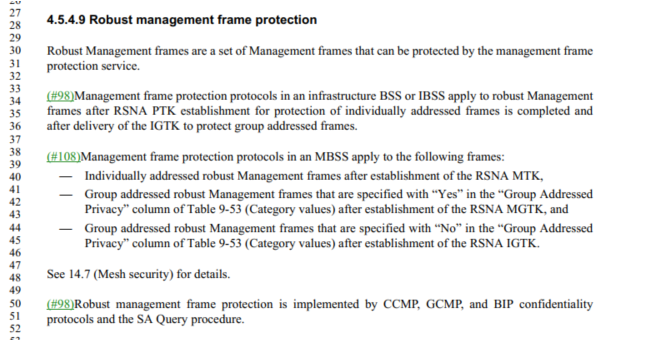 27
28
29
30
31
32
33
34
35
36
37
38
39
40
41
42
43
44
45
46
47
48
49
50
51
52
4.5.4.9 Robust management frame protection
Robust Management frames are a set of Management frames that can be protected by the management frame
protection service.
(#98)Management frame protection protocols in an infrastructure BSS or IBSS apply to robust Management
frames after RSNA PTK establishment for protection of individually addressed frames is completed and
after delivery of the IGTK to protect group addressed frames.
(#108)Management frame protection protocols in an MBSS apply to the following frames:
— Individually addressed robust Management frames after establishment of the RSNA MTK,
— Group addressed robust Management frames that are specified with “Yes” in the “Group Addressed
Privacy” column of Table 9-53 (Category values) after establishment of the RSNA MGTK, and
— Group addressed robust Management frames that are specified with “No” in the “Group Addressed
Privacy” column of Table 9-53 (Category values) after establishment of the RSNA IGTK.
See 14.7 (Mesh security) for details.
(#98)Robust management frame protection is implemented by CCMP, GCMP, and BIP confidentiality
protocols and the SA Query procedure.